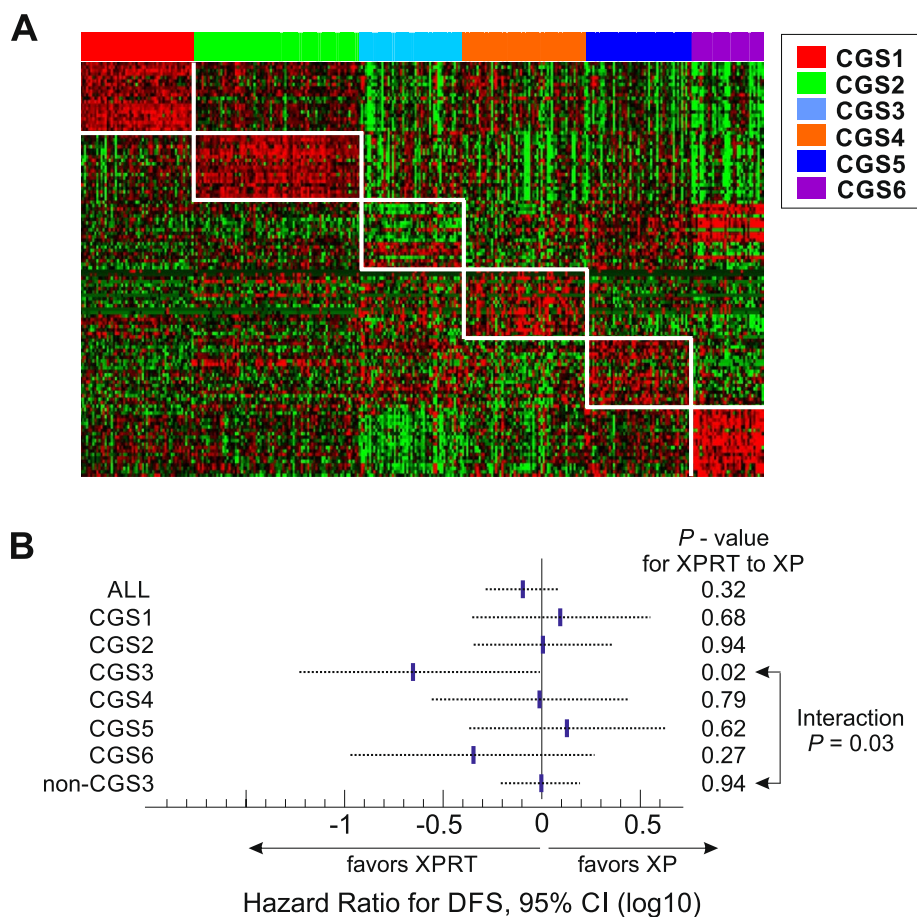 A
CGS1
CGS2
CGS3
CGS4
CGS5
CGS6
B
P - value
for XPRT to XP
ALL 0.32
CGS1 0.68
CGS2 0.94
CGS3 0.02
CGS4 0.79
CGS5 0.62
CGS6 0.27
non-CGS3 0.94
Interaction
P = 0.03
-1 -0.5 0 0.5
favors XPRT favors XP
Hazard Ratio for DFS, 95% CI (log10)